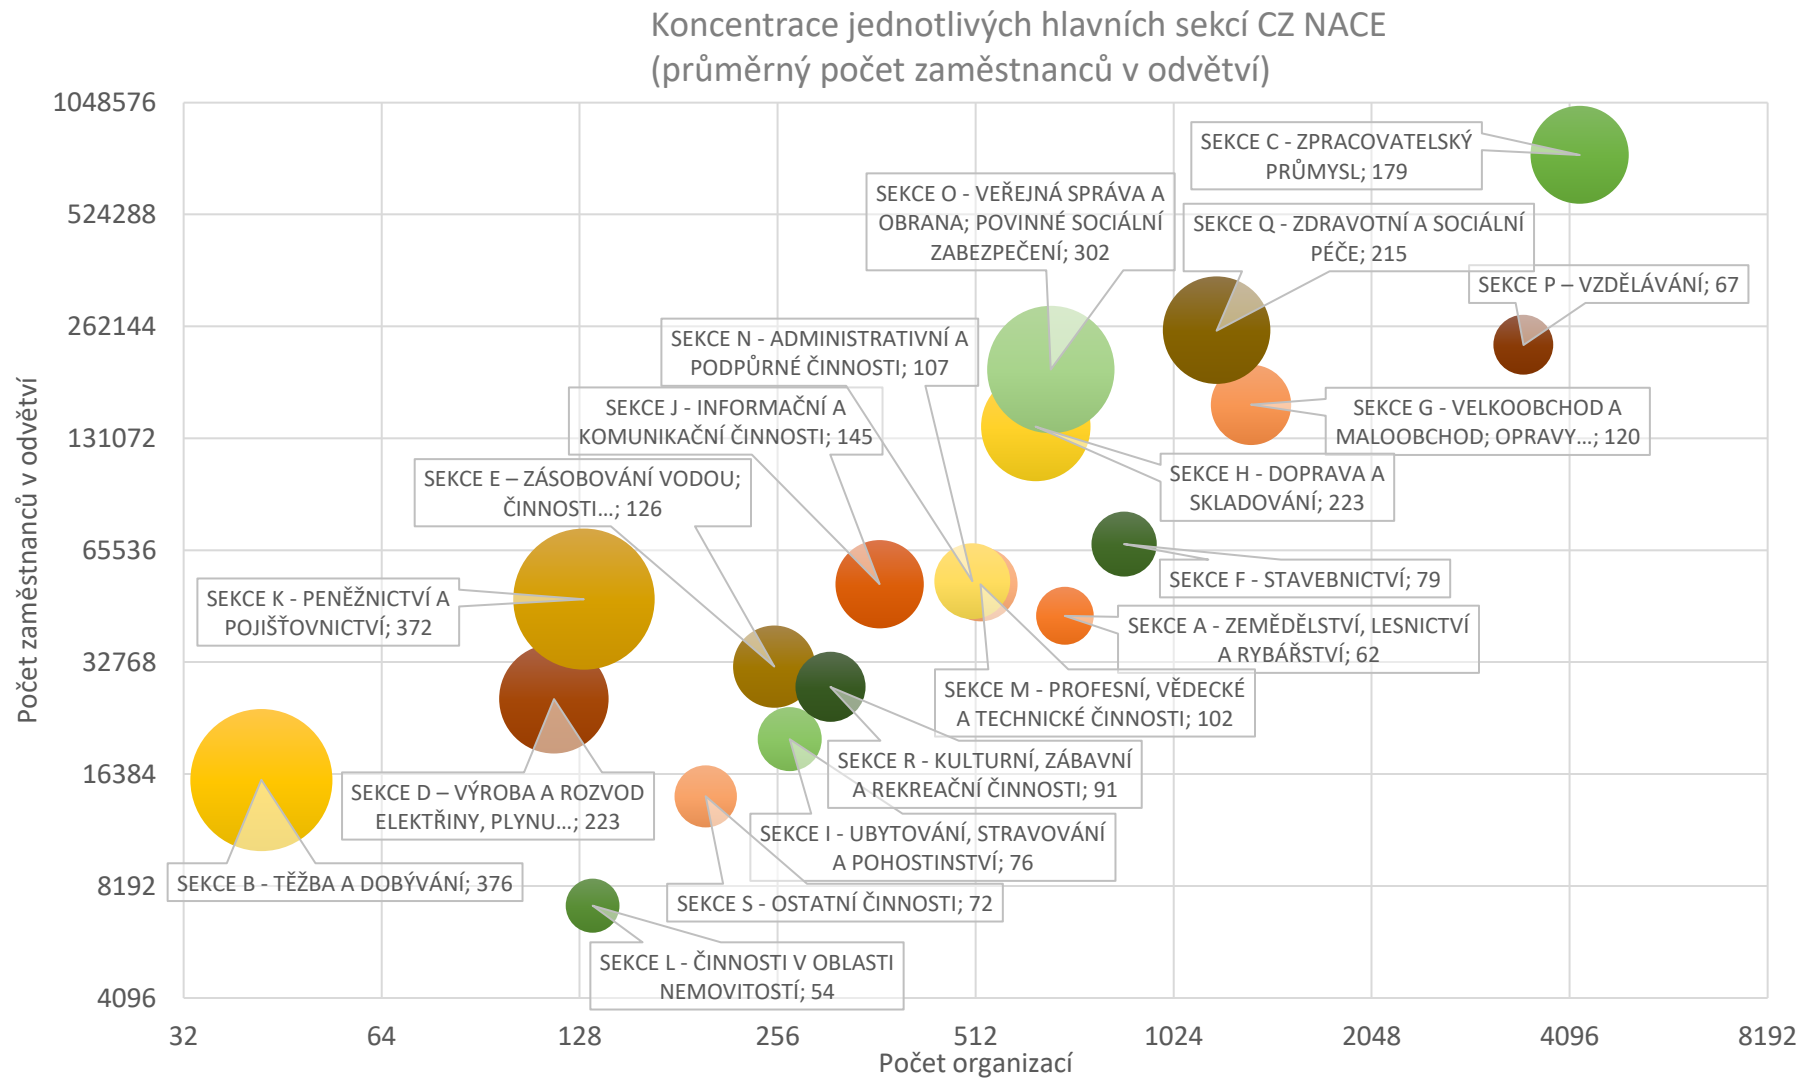 Koncentrace jednotlivých hlavních sekcí CZ NACE
(průměrný počet zaměstnanců v odvětví)
1048576
524288
262144
131072
65536
32768
16384
8192
4096
Počet zaměstnanců v odvětví
SEKCE C - ZPRACOVATELSKÝ
PRŮMYSL; 179
SEKCE O - VEŘEJNÁ SPRÁVA A
OBRANA; POVINNÉ SOCIÁLNÍ
ZABEZPEČENÍ; 302
SEKCE Q - ZDRAVOTNÍ A SOCIÁLNÍ
PÉČE; 215
SEKCE P – VZDĚLÁVÁNÍ; 67
SEKCE N - ADMINISTRATIVNÍ A
PODPŮRNÉ ČINNOSTI; 107
SEKCE J - INFORMAČNÍ A
KOMUNIKAČNÍ ČINNOSTI; 145
SEKCE G - VELKOOBCHOD A
MALOOBCHOD; OPRAVY...; 120
SEKCE E – ZÁSOBOVÁNÍ VODOU;
ČINNOSTI...; 126
SEKCE H - DOPRAVA A
SKLADOVÁNÍ; 223
SEKCE F - STAVEBNICTVÍ; 79
SEKCE K - PENĚŽNICTVÍ A
POJIŠŤOVNICTVÍ; 372
SEKCE A - ZEMĚDĚLSTVÍ, LESNICTVÍ
A RYBÁŘSTVÍ; 62
SEKCE M - PROFESNÍ, VĚDECKÉ
A TECHNICKÉ ČINNOSTI; 102
SEKCE R - KULTURNÍ, ZÁBAVNÍ
A REKREAČNÍ ČINNOSTI; 91
SEKCE D – VÝROBA A ROZVOD
ELEKTŘINY, PLYNU...; 223
SEKCE I - UBYTOVÁNÍ, STRAVOVÁNÍ
A POHOSTINSTVÍ; 76
SEKCE B - TĚŽBA A DOBÝVÁNÍ; 376
SEKCE S - OSTATNÍ ČINNOSTI; 72
SEKCE L - ČINNOSTI V OBLASTI
NEMOVITOSTÍ; 54
32 64 128 256 512 1024 2048 4096 8192
Počet organizací